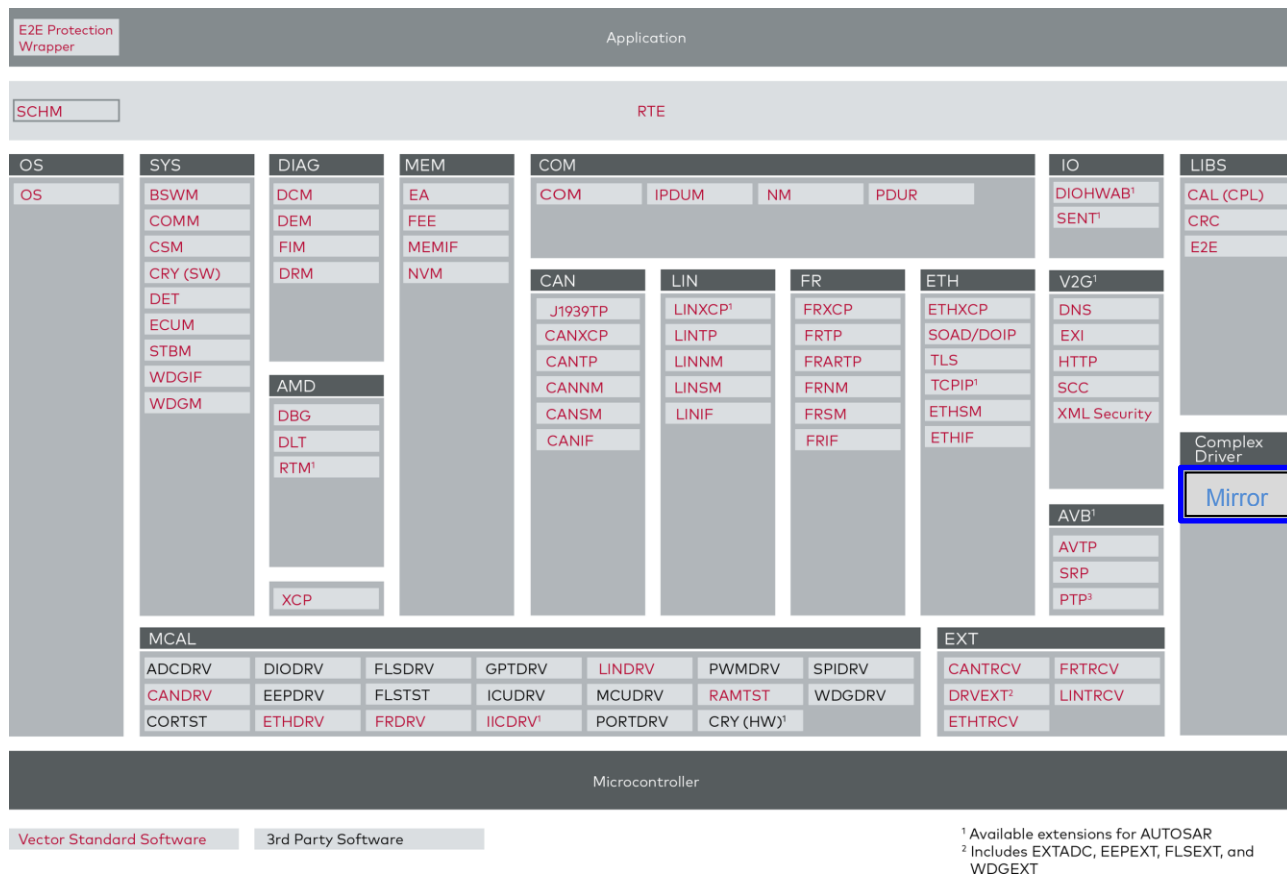 E2E Protection
Wrapper
Application
SCHM
RTE
OS
OS
SYS
BSWM
COMM
CSM
CRY (SW)
DET
ECUM
STBM
WDGIF
WDGM
DIAG
DCM
DEM
FIM
DRM
AMD
DBG
DLT
RTM¹
XCP
MEM
EA
FEE
MEMIF
NVM
COM
COM IPDUM NM PDUR
CAN
J1939TP
CANXCP
CANTP
CANNM
CANSM
CANIF
LIN
LINXCP¹
LINTP
LINNM
LINSM
LINIF
FR
FRXCP
FRTP
FRARTP
FRNM
FRSM
FRIF
ETH
ETHXCP
SOAD/DOIP
TLS
TCPIP¹
ETHSM
ETHIF
IO
DIOHWAB¹
SENT¹
V2G¹
DNS
EXI
HTTP
SCC
XML Security
AVB¹
AVTP
SRP
PTP³
LIBS
CAL (CPL)
CRC
E2E
Complex
Driver
Mirror
MCAL
ADCDRV DIODRV FLSDRV GPTDRV LINDRV PWMDRV SPIDRV
CANDRV EEPDRV FLSTST ICUDRV MCUDRV RAMTST WDGDRV
CORTST ETHDRV FRDRV IICDRV¹ PORTDRV CRY (HW)¹
EXT
CANTRCV FRTRCV
DRVEXT² LINTRCV
ETHTRCV
Microcontroller
Vector Standard Software 3rd Party Software
¹ Available extensions for AUTOSAR
² Includes EXTADC, EEPEXT, FLSEXT, and
WDGEXT